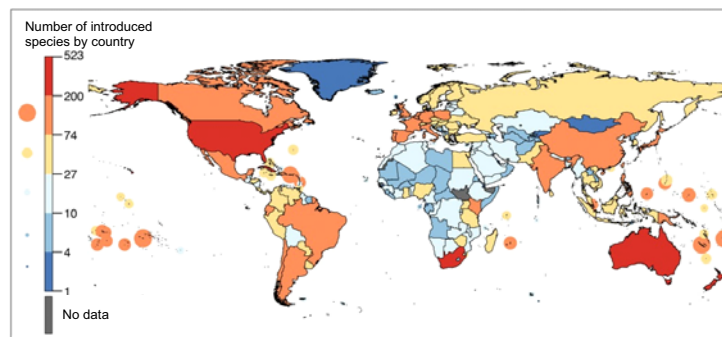 Number of introduced
species by country
523
200
74
27
10
4
1
No data